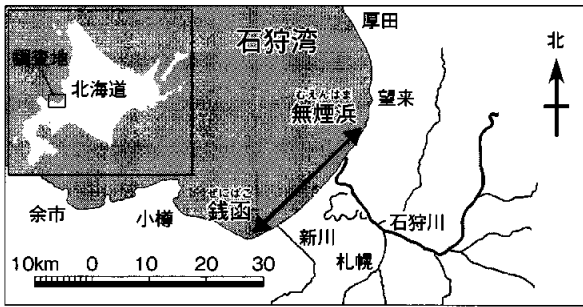 調査地
北海道
石狩湾
厚田
北
望来
むえんはま
無煙浜
ぜにばこ
銭函
余市
小樽
新川
石狩川
札幌
10km 0 10 20 30